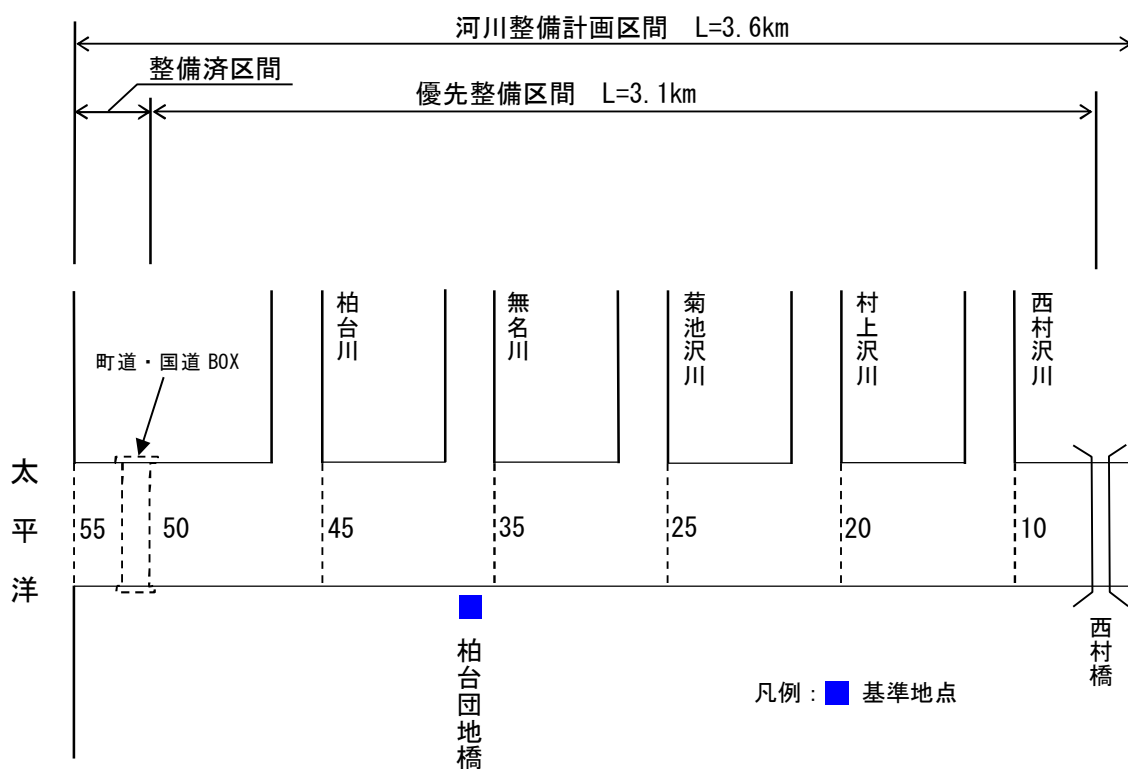 河川整備計画区間 L=3.6km
整備済区間
優先整備区間 L=3.1km
柏台川
無名川
菊池沢川
村上沢川
西村沢川
町道・国道 BOX
太平洋
55
50
45
35
25
20
10
柏台団地橋
西村橋
凡例：■ 基準地点